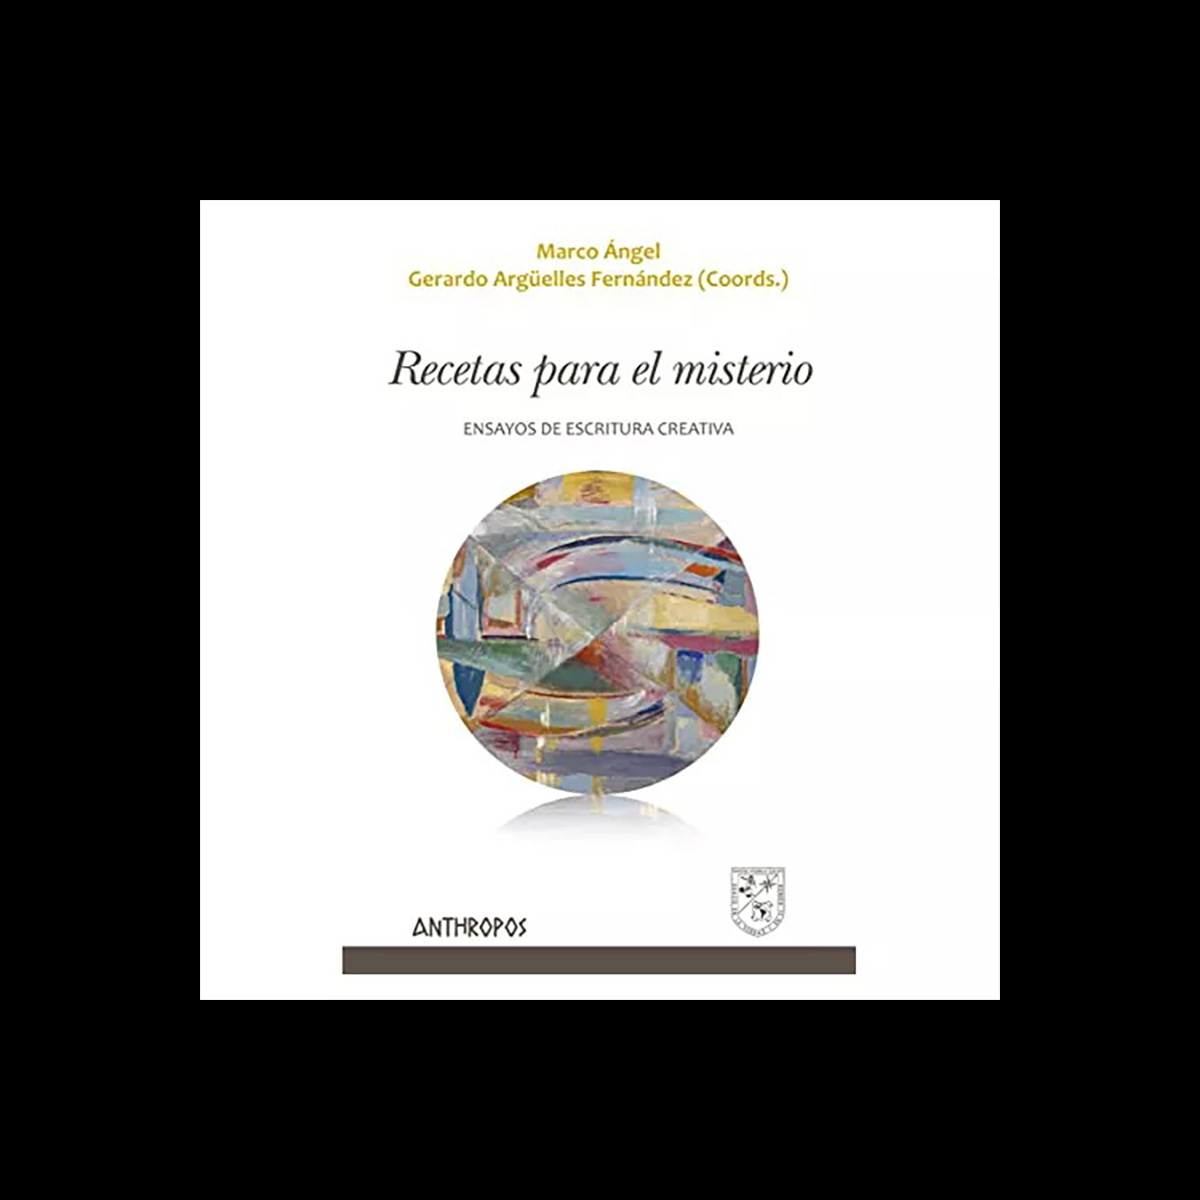 Marco Ángel
Gerardo Argüelles Fernández (Coords.)
Recetas para el misterio
ENSAYOS DE ESCRITURA CREATIVA
ANTHROPOS